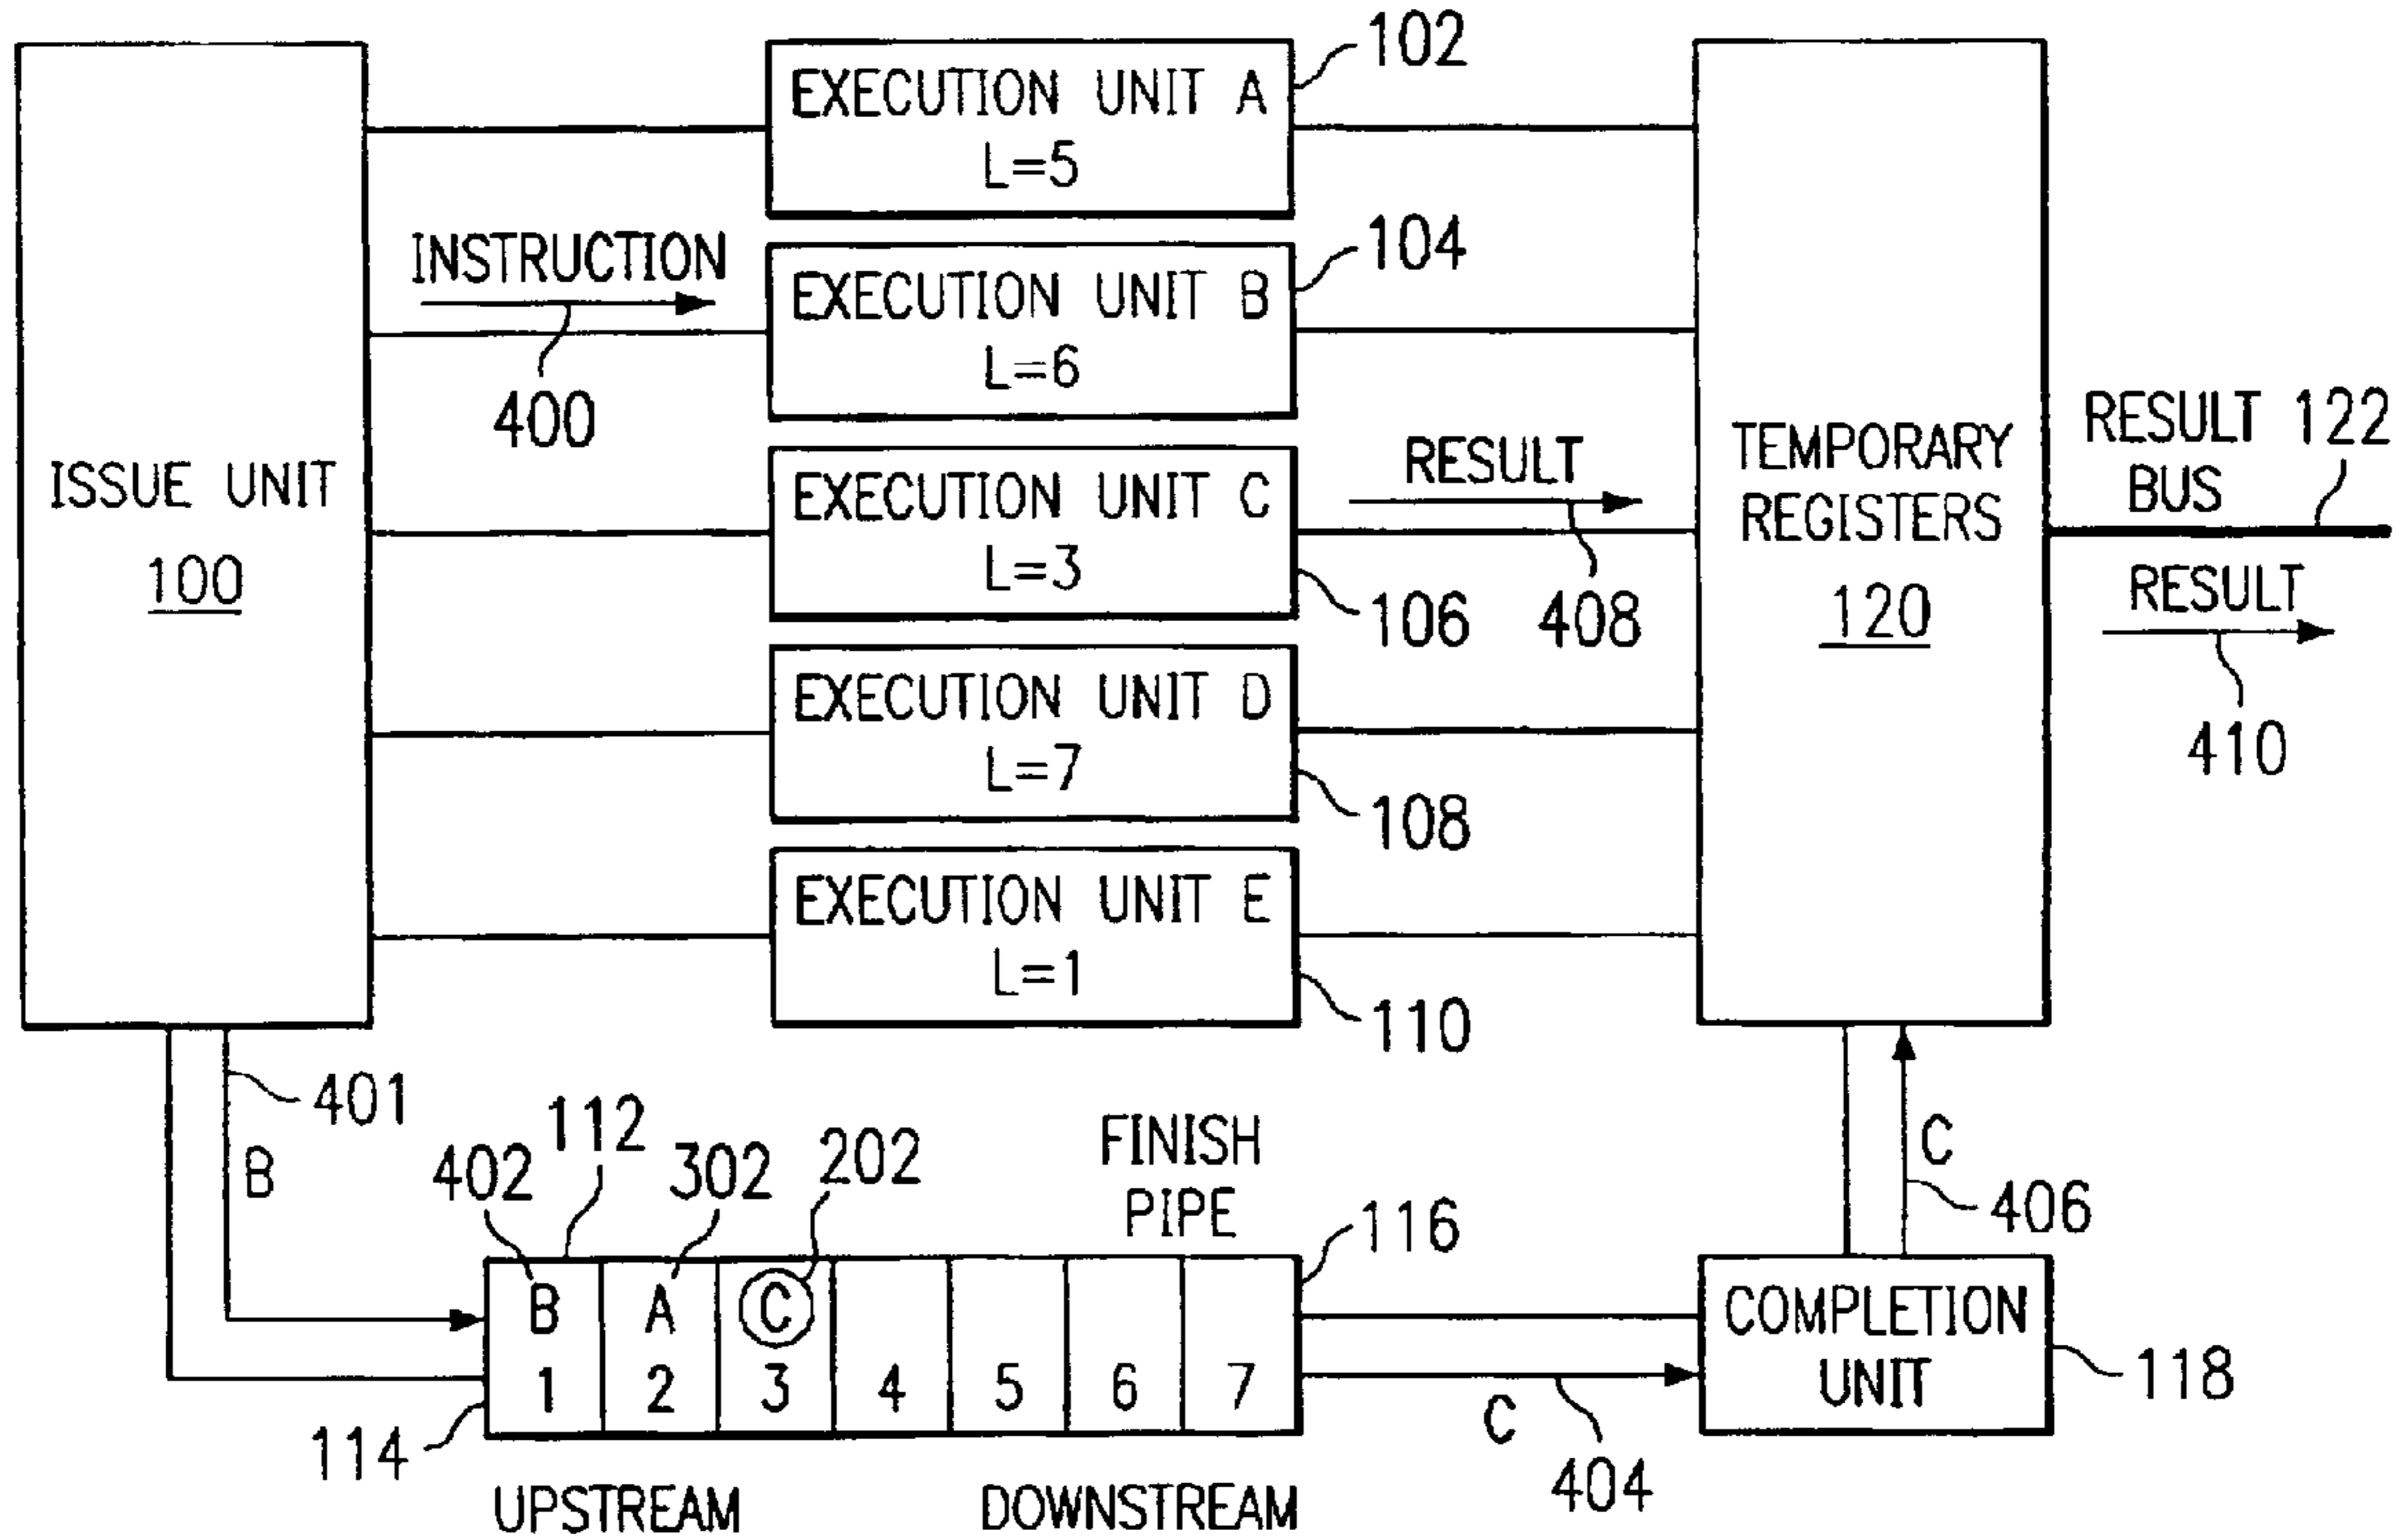 ISSUE UNIT
100
INSTRUCTION
400
EXECUTION UNIT A
L=5
102
EXECUTION UNIT B
L=6
104
EXECUTION UNIT C
L=3
106
EXECUTION UNIT D
L=7
108
EXECUTION UNIT E
L=1
110
RESULT
408
TEMPORARY
REGISTERS
120
RESULT 122
BUS
RESULT
410
401
B
402
112
302
202
FINISH
PIPE
116
B A C
1 2 3 4 5 6 7
114
UPSTREAM
DOWNSTREAM
C
404
C
406
COMPLETION
UNIT
118